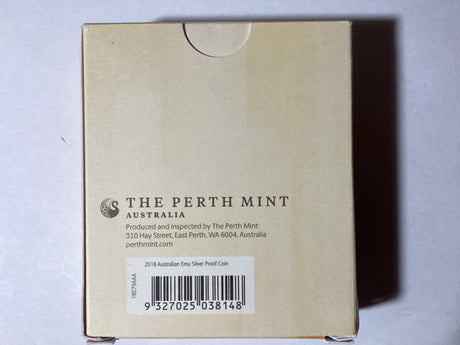 THE PERTH MINT
AUSTRALIA
Produced and inspected by The Perth Mint
310 Hay Street, East Perth, WA 6004, Australia
perthmint.com
2018 Australian Emu Silver Proof Coin
18D79AAA
9 327025 038148